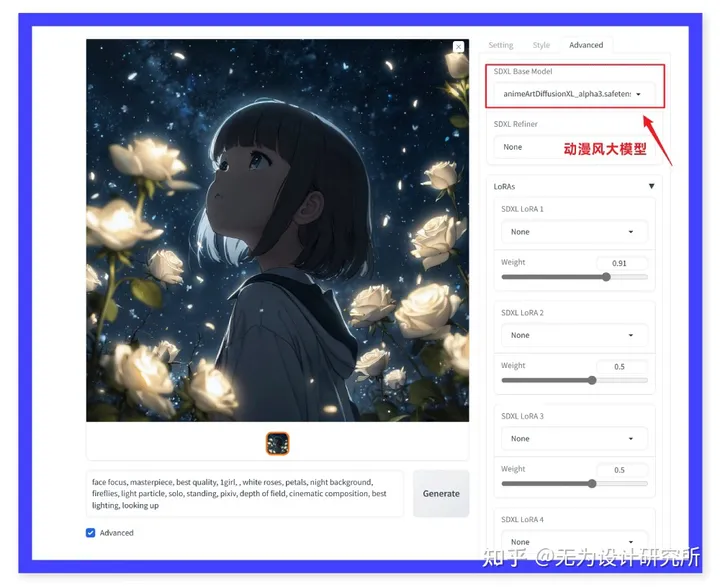 Setting Style Advanced
SDXL Base Model
animeArtDiffusionXL_alpha3.safeten
SDXL Refiner
None
动漫风大模型
LoRAs
SDXL LoRA 1
None
Weight 0.91
SDXL LoRA 2
None
Weight 0.5
SDXL LoRA 3
None
Weight 0.5
SDXL LoRA 4
None
face focus, masterpiece, best quality, 1girl, , white roses, petals, night background,
fireflies, light particle, solo, standing, pixiv, depth of field, cinematic composition, best
lighting, looking up
Generate
Advanced
知乎 @无为设计研究所